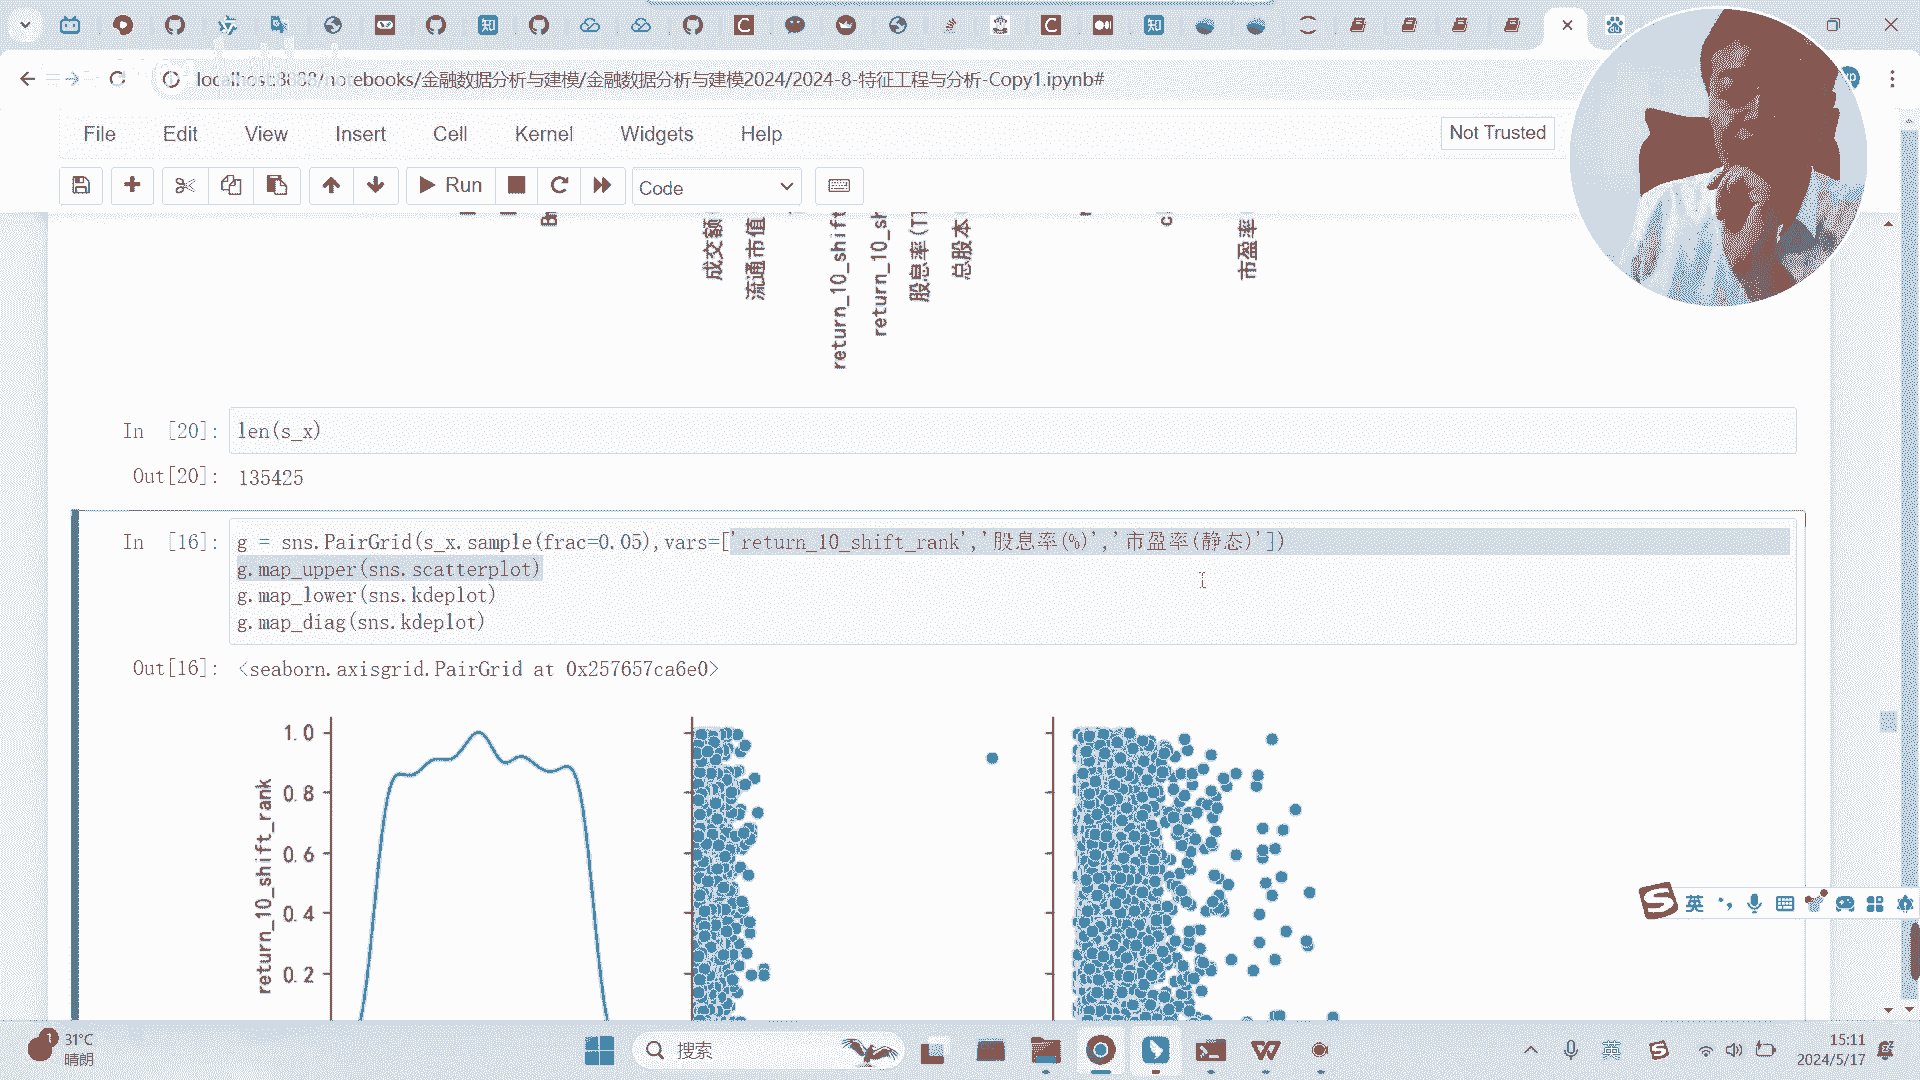 localhost:8888/notebooks/金融数据分析与建模/金融数据分析与建模2024/2024-8-特征工程与分析-Copy1.ipynb#
File Edit View Insert Cell Kernel Widgets Help
Not Trusted
Run
Code
成交额
流通市值
return_10_shift
return_10_sh
股息率(TT
总股本
市盈率
In [20]: len(s_x)
Out[20]: 135425
In [16]: g = sns.PairGrid(s_x.sample(frac=0.05),vars=['return_10_shift_rank','股息率(%)','市盈率(静态)'])
g.map_upper(sns.scatterplot)
g.map_lower(sns.kdeplot)
g.map_diag(sns.kdeplot)
Out[16]: <seaborn.axisgrid.PairGrid at 0x257657ca6e0>
return_10_shift_rank
1.0
0.8
0.6
0.4
0.2
英
31°C
晴朗
搜索
英
15:11
2024/5/17